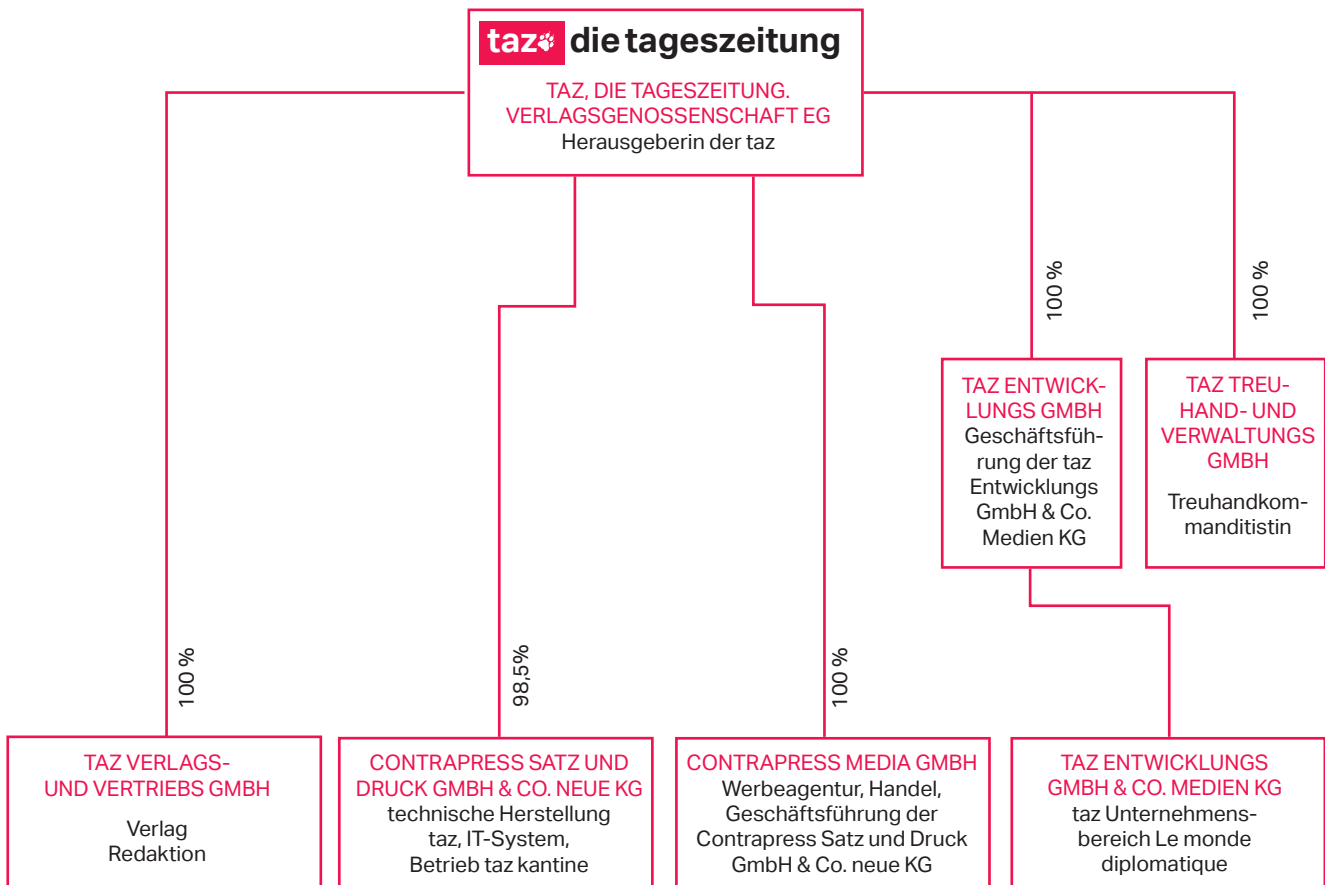 taz die tageszeitung
TAZ, DIE TAGESZEITUNG.
VERLAGSGENOSSENSCHAFT EG
Herausgeberin der taz
100 %
100 %
TAZ ENTWICK-
LUNGS GMBH
Geschäftsfüh-
rung der taz
Entwicklungs
GmbH & Co.
Medien KG
TAZ TREU-
HAND- UND
VERWALTUNGS
GMBH
Treuhandkom-
manditistin
100 %
98,5%
100 %
TAZ VERLAGS-
UND VERTRIEBS GMBH
Verlag
Redaktion
CONTRAPRESS SATZ UND
DRUCK GMBH & CO. NEUE KG
technische Herstellung
taz, IT-System,
Betrieb taz kantine
CONTRAPRESS MEDIA GMBH
Werbeagentur, Handel,
Geschäftsführung der
Contrapress Satz und Druck
GmbH & Co. neue KG
TAZ ENTWICKLUNGS
GMBH & CO. MEDIEN KG
taz Unternehmens-
bereich Le monde
diplomatique